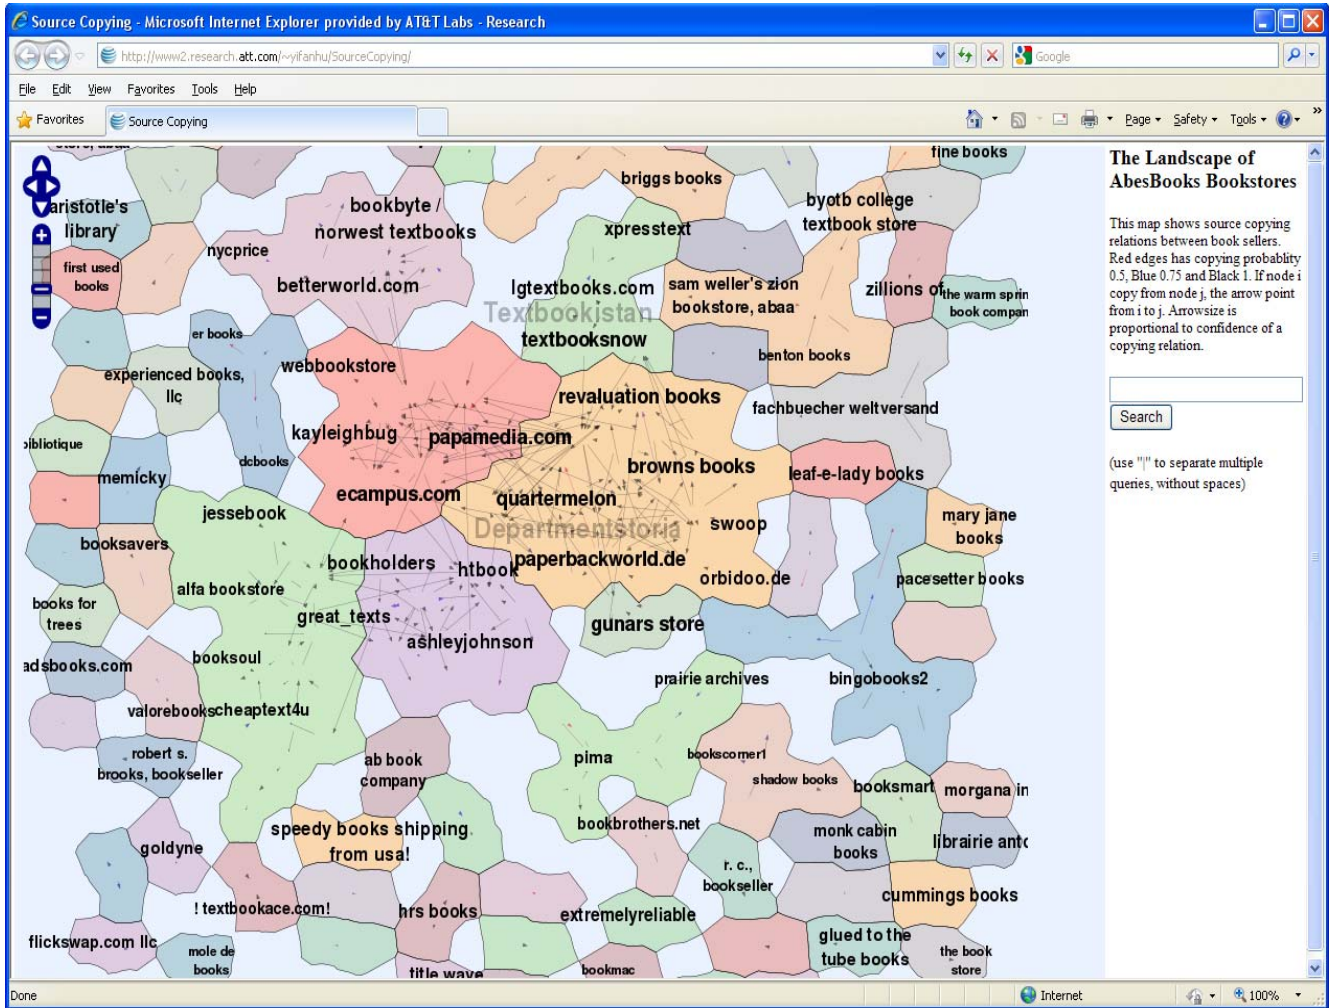 Source Copying - Microsoft Internet Explorer provided by AT&T Labs - Research
http://www2.research.att.com/~yifanhu/SourceCopying/
Google
File Edit View Favorites Tools Help
Favorites
Source Copying
Page
Safety
Tools
The Landscape of
AbesBooks Bookstores
This map shows source copying
relations between book sellers.
Red edges has copying probablity
0.5, Blue 0.75 and Black 1. If node i
copy from node j, the arrow point
from i to j. Arrowsize is
proportional to confidence of a
copying relation.
Search
(use "|" to separate multiple
queries, without spaces)
fine books
briggs books
aristotle's
library
bookbyte /
norwest textbooks
byotb college
textbook store
xpresstext
nycprice
first used
books
betterworld.com
lgtextbooks.com
sam weller's zion
bookstore, abaa
zillions of
the warm sprin
book compan
Textbookistan
textbooksnow
er books
benton books
webbookstore
experienced books,
llc
revaluation books
fachbuecher weltversand
kayleighbug
papamedia.com
bibliotique
dcbooks
browns books
leaf-e-lady books
memicky
ecampus.com
quartermelon
jessebook
Departmentstoria
swoop
mary jane
books
booksavers
bookholders
htbook
paperbackworld.de
orbidoo.de
pacesetter books
alfa bookstore
books for
trees
great_texts
gunars store
ashleyjohnson
adsbooks.com
booksoul
prairie archives
bingobooks2
valorebooks
cheaptext4u
robert s.
brooks, bookseller
ab book
company
pima
bookscorner1
shadow books
booksmart
morgana in
speedy books shipping
from usa!
bookbrothers.net
monk cabin
books
librairie anto
goldyne
r. c.,
bookseller
cummings books
! textbookace.com!
hrs books
extremelyreliable
flickswap.com llc
mole de
books
glued to the
tube books
the book
store
title wave
bookmac
Done
Internet
100%